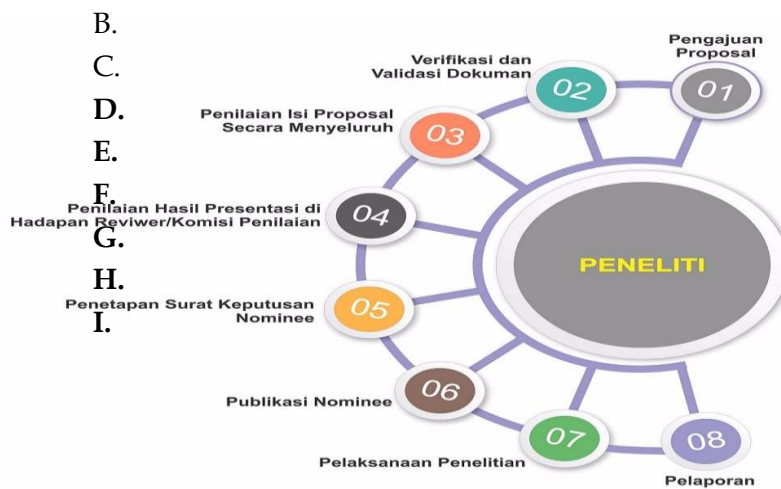 B.
C.
D.
E.
F.
G.
H.
I.
Pengajuan
Proposal
01
Verifikasi dan
Validasi Dokuman
02
Penilaian Isi Proposal
Secara Menyeluruh
03
Penilaian Hasil Presentasi di
Hadapan Reviwer/Komisi Penilaian
04
Penetapan Surat Keputusan
Nominee
05
Publikasi Nominee
06
Pelaksanaan Penelitian
07
Pelaporan
08
PENELITI